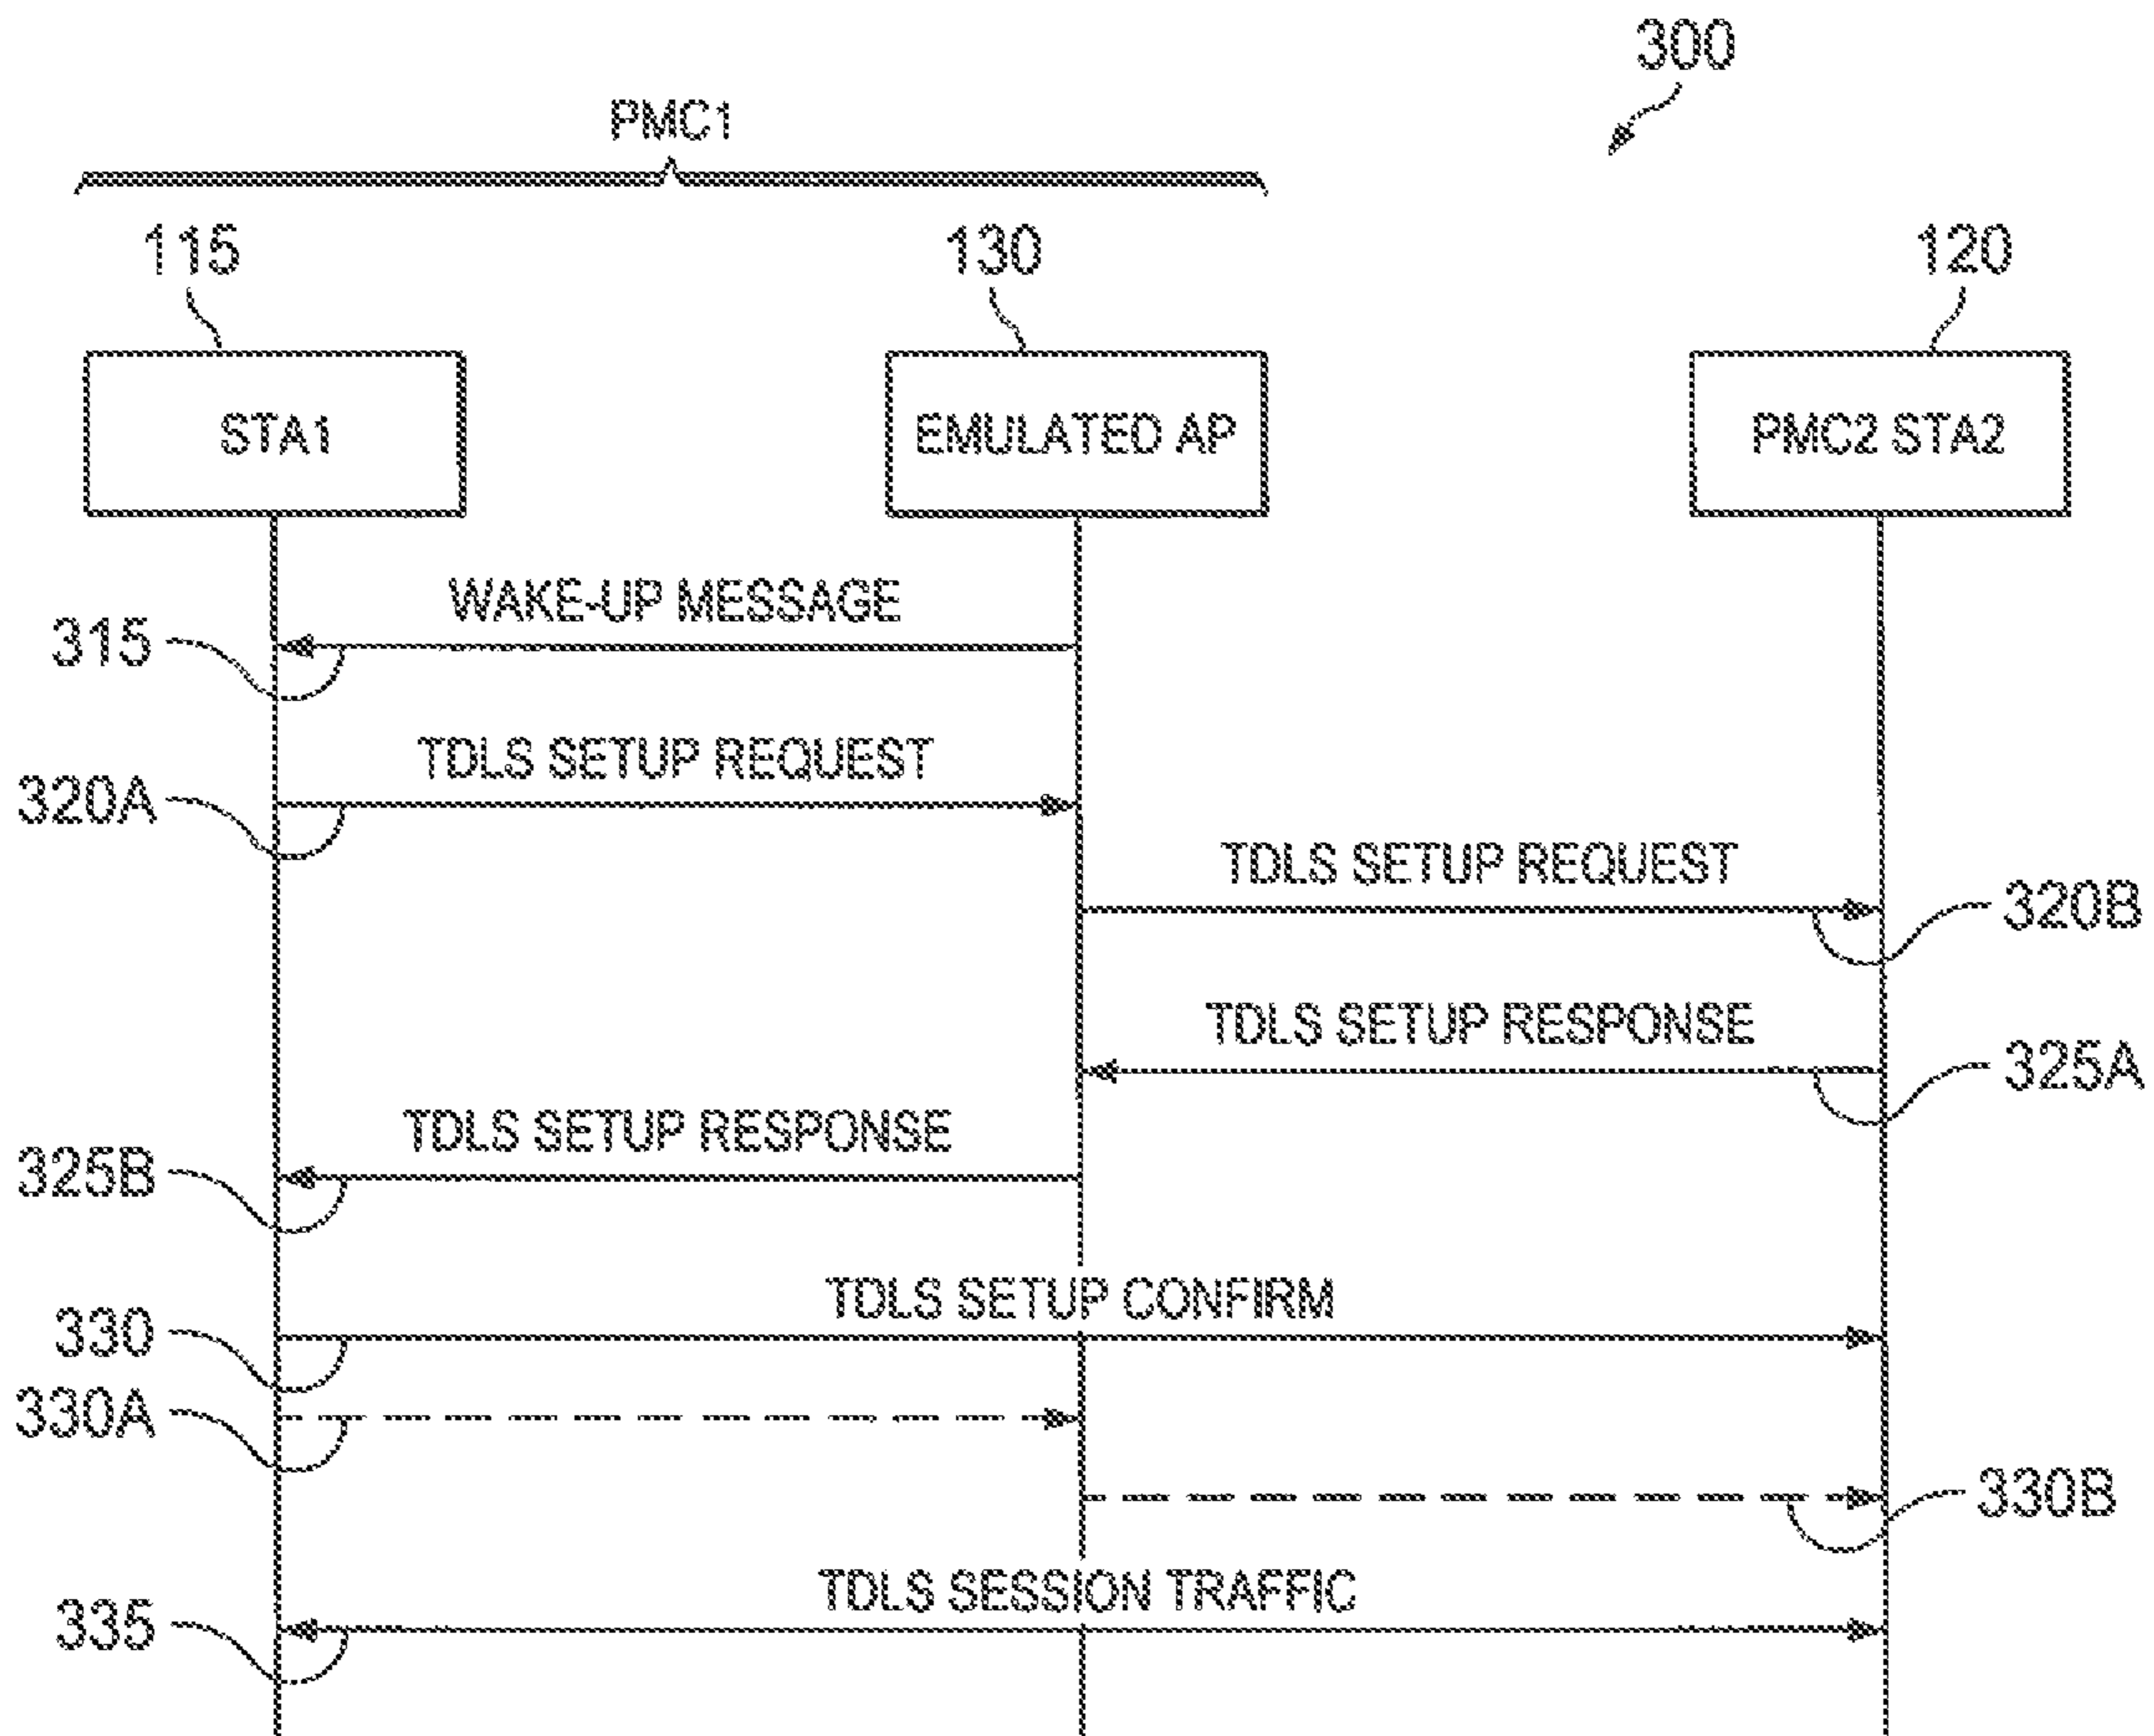 300
PMC1
115
130
120
STA1
EMULATED AP
PMC2 STA2
WAKE-UP MESSAGE
315
TDLS SETUP REQUEST
320A
TDLS SETUP REQUEST
320B
TDLS SETUP RESPONSE
325A
TDLS SETUP RESPONSE
325B
TDLS SETUP CONFIRM
330
330A
330B
TDLS SESSION TRAFFIC
335